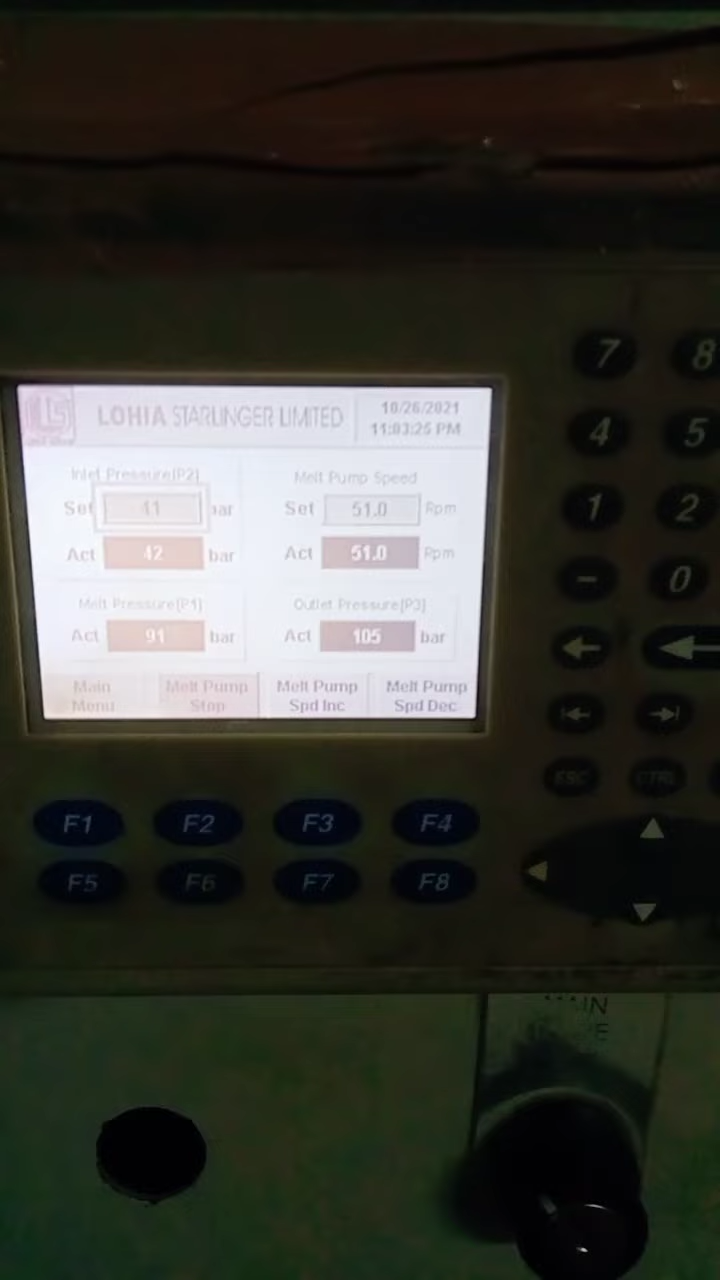 LOHIA STARLINGER LIMITED
10/26/2021
11:03:25 PM
Inlet Pressure(P2)
Set 41 bar
Act 42 bar
Melt Pump Speed
Set 51.0 Rpm
Act 51.0 Rpm
Melt Pressure(P1)
Act 91 bar
Outlet Pressure(P3)
Act 105 bar
Main Menu
Melt Pump Stop
Melt Pump Spd Inc
Melt Pump Spd Dec
7 8
4 5
1 2
- 0
ESC CTRL
F1 F2 F3 F4
F5 F6 F7 F8